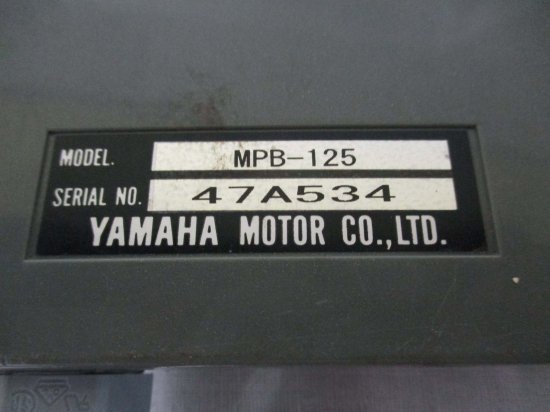 MODEL. MPB-125
SERIAL NO. 47A534
YAMAHA MOTOR CO.,LTD.